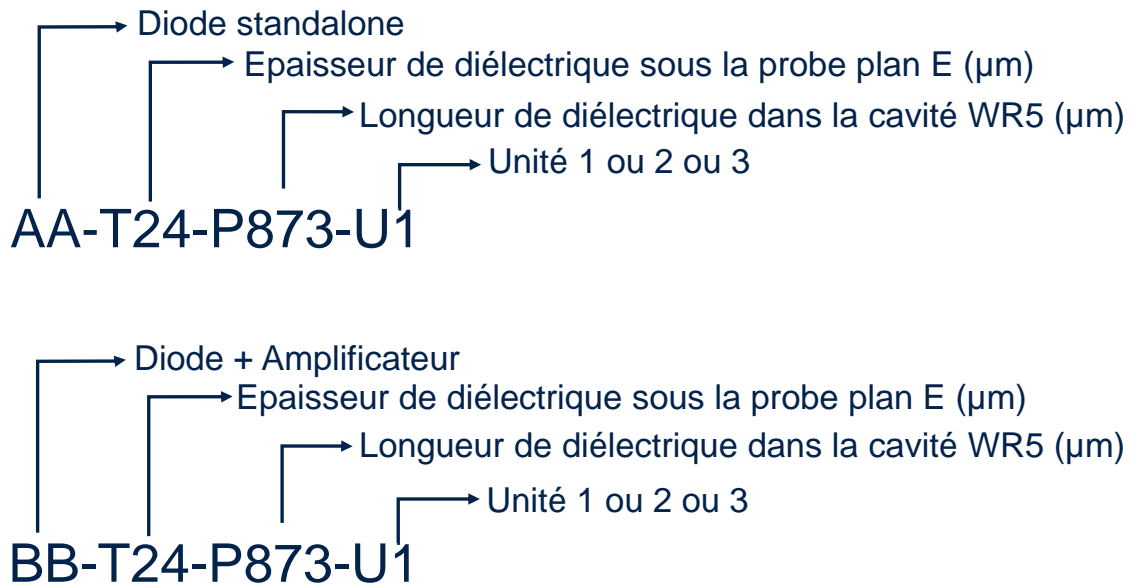 Diode standalone
Epaisseur de diélectrique sous la probe plan E (µm)
Longueur de diélectrique dans la cavité WR5 (µm)
Unité 1 ou 2 ou 3
AA-T24-P873-U1
Diode + Amplificateur
Epaisseur de diélectrique sous la probe plan E (µm)
Longueur de diélectrique dans la cavité WR5 (µm)
Unité 1 ou 2 ou 3
BB-T24-P873-U1